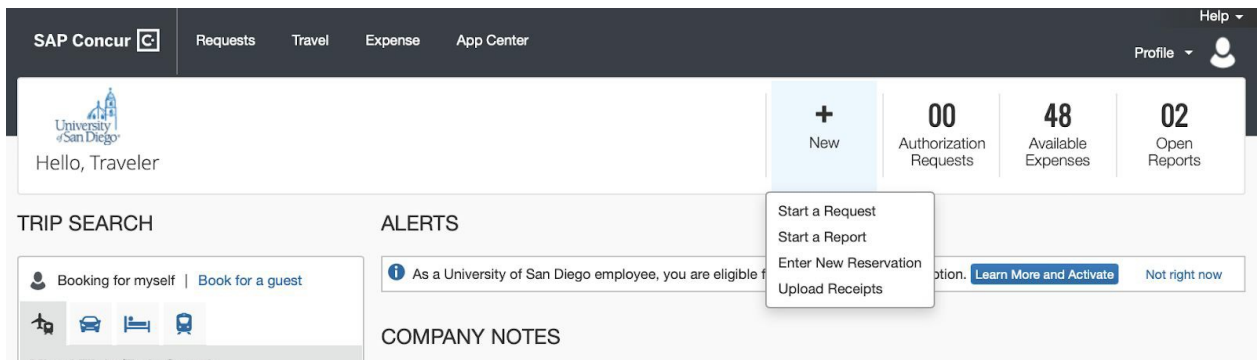 Help
SAP Concur C. Requests Travel Expense App Center
Profile
University
of San Diego
Hello, Traveler
+
New
00
Authorization
Requests
48
Available
Expenses
02
Open
Reports
Start a Request
Start a Report
Enter New Reservation
Upload Receipts
TRIP SEARCH
Booking for myself | Book for a guest
ALERTS
As a University of San Diego employee, you are eligible Learn More and Activate Not right now
COMPANY NOTES